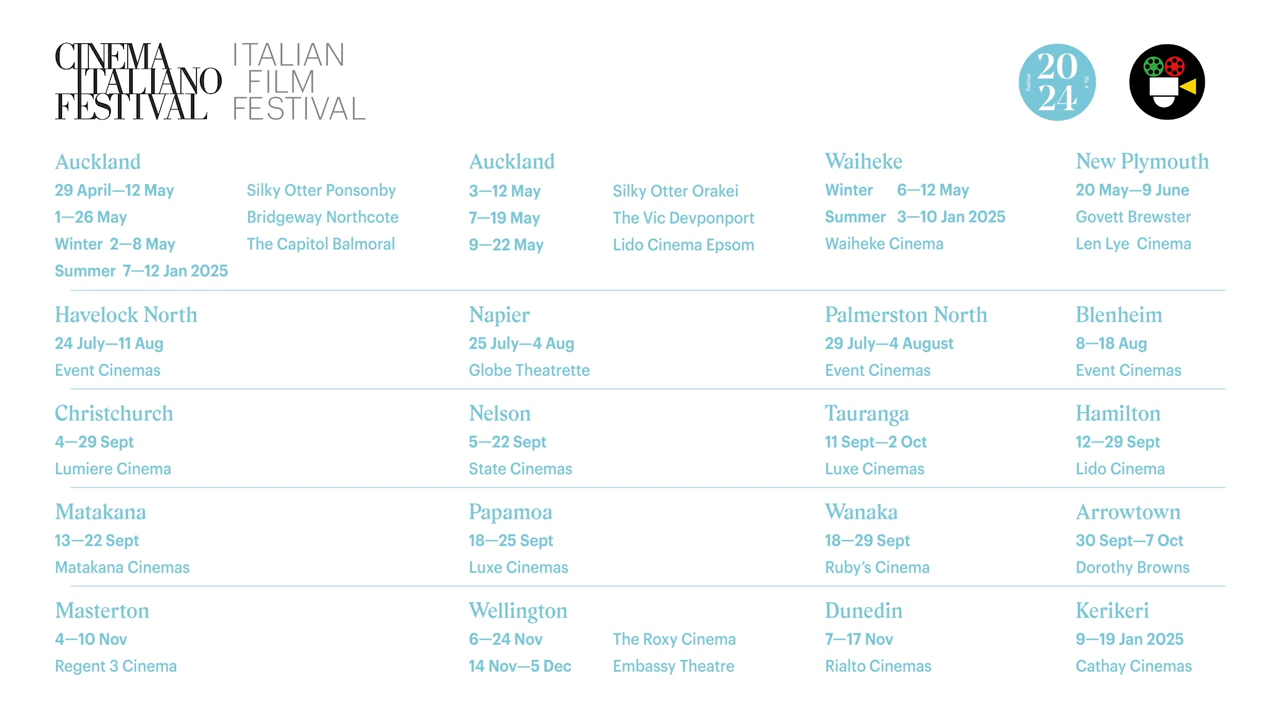 CINEMA
ITALIANO
FESTIVAL
ITALIAN
FILM
FESTIVAL
20
24
Auckland
29 April—12 May Silky Otter Ponsonby
1—26 May Bridgeway Northcote
Winter 2—8 May The Capitol Balmoral
Summer 7—12 Jan 2025
Auckland
3—12 May Silky Otter Orakei
7—19 May The Vic Devponport
9—22 May Lido Cinema Epsom
Waiheke
Winter 6—12 May
Summer 3—10 Jan 2025
Waiheke Cinema
New Plymouth
20 May—9 June
Govett Brewster
Len Lye Cinema
Havelock North
24 July—11 Aug
Event Cinemas
Napier
25 July—4 Aug
Globe Theatrette
Palmerston North
29 July—4 August
Event Cinemas
Blenheim
8—18 Aug
Event Cinemas
Christchurch
4—29 Sept
Lumiere Cinema
Nelson
5—22 Sept
State Cinemas
Tauranga
11 Sept—2 Oct
Luxe Cinemas
Hamilton
12—29 Sept
Lido Cinema
Matakana
13—22 Sept
Matakana Cinemas
Papamoa
18—25 Sept
Luxe Cinemas
Wanaka
18—29 Sept
Ruby’s Cinema
Arrowtown
30 Sept—7 Oct
Dorothy Browns
Masterton
4—10 Nov
Regent 3 Cinema
Wellington
6—24 Nov The Roxy Cinema
14 Nov—5 Dec Embassy Theatre
Dunedin
7—17 Nov
Rialto Cinemas
Kerikeri
9—19 Jan 2025
Cathay Cinemas